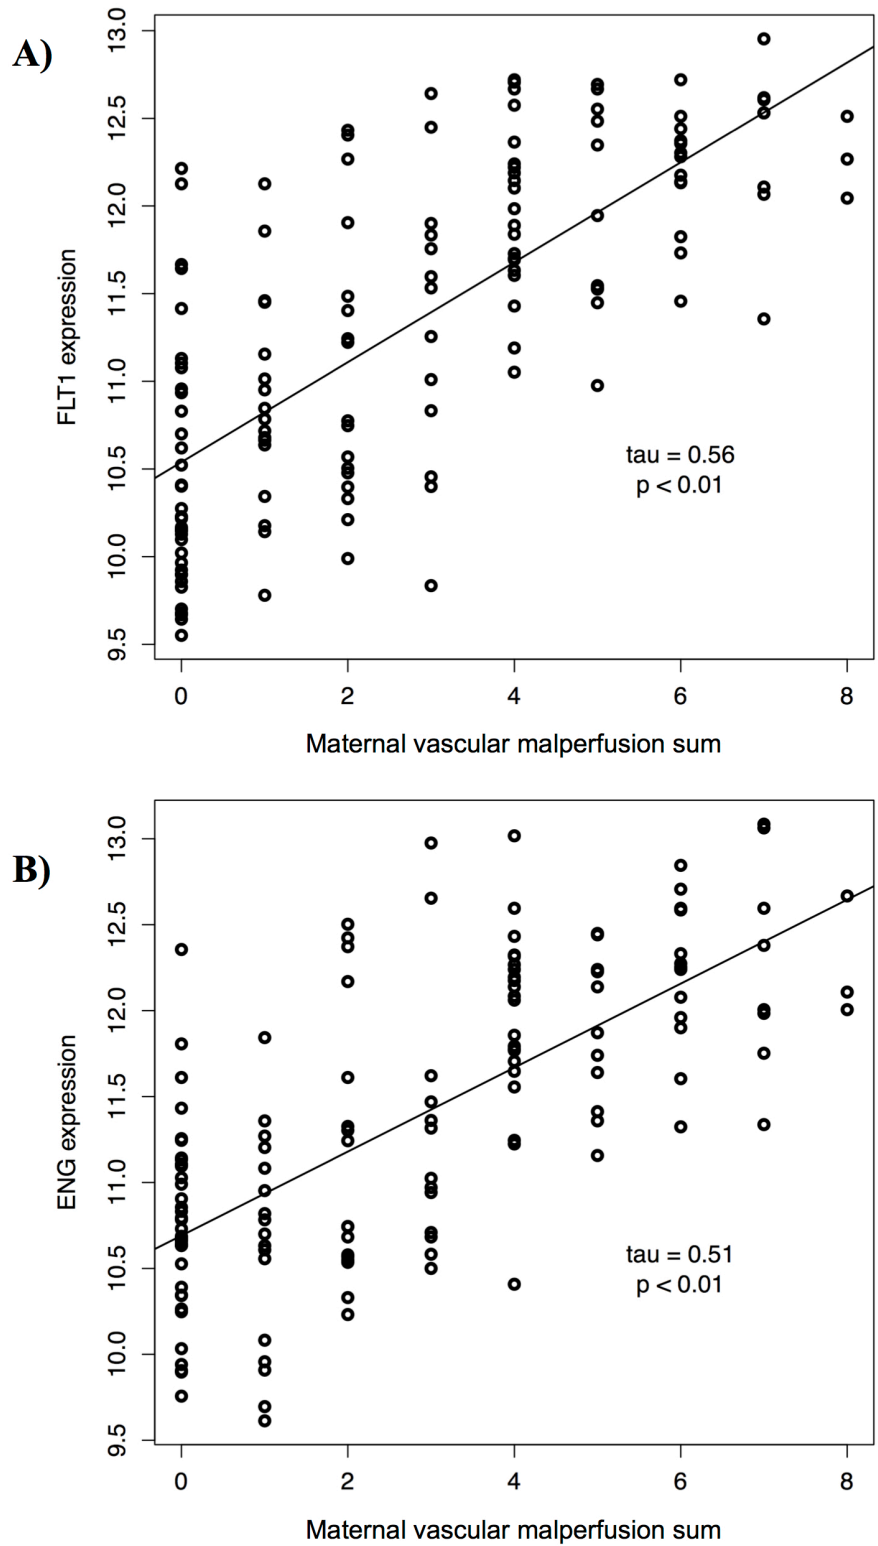 A)
FLT1 expression
13.0
12.5
12.0
11.5
11.0
10.5
10.0
9.5
tau = 0.56
p < 0.01
0 2 4 6 8
Maternal vascular malperfusion sum
B)
ENG expression
13.0
12.5
12.0
11.5
11.0
10.5
10.0
9.5
tau = 0.51
p < 0.01
0 2 4 6 8
Maternal vascular malperfusion sum